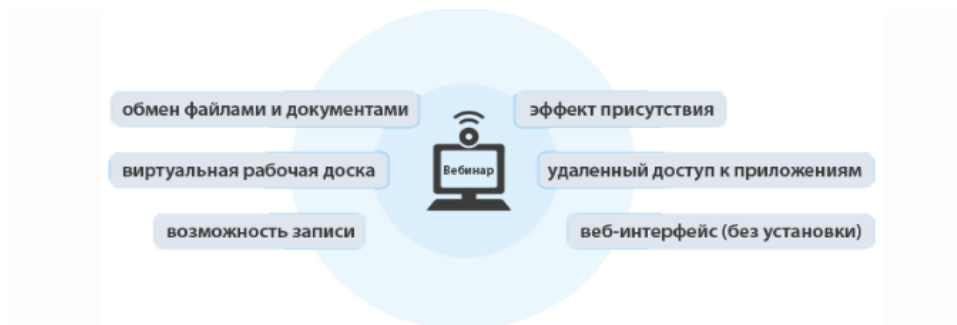 обмен файлами и документами
эффект присутствия
виртуальная рабочая доска
Вебинар
удаленный доступ к приложениям
возможность записи
веб-интерфейс (без установки)